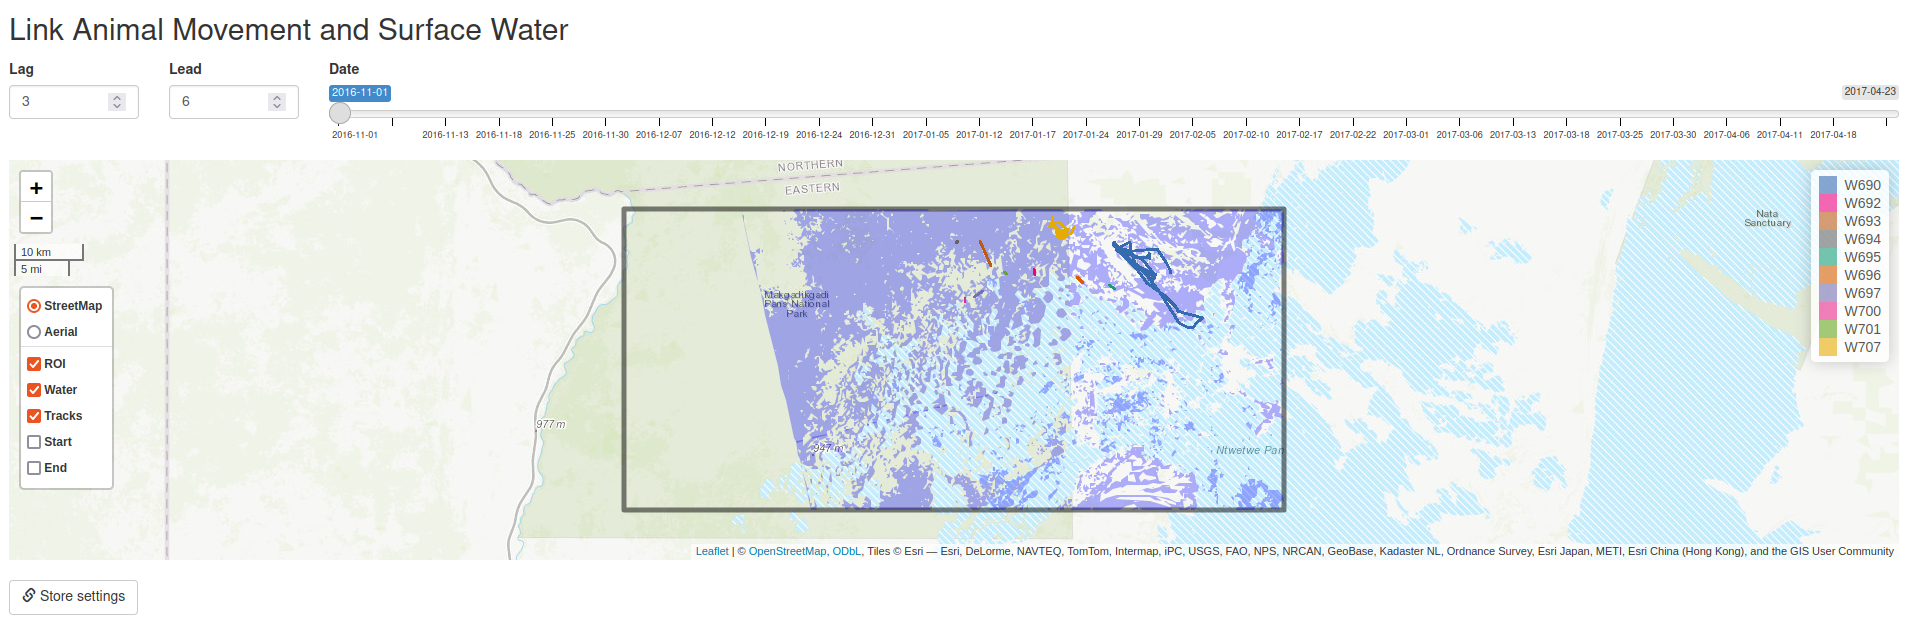 Link Animal Movement and Surface Water
Lag
Lead
Date
3
6
2016-11-01
2017-04-23
2016-11-01 2016-11-13 2016-11-18 2016-11-25 2016-11-30 2016-12-07 2016-12-12 2016-12-19 2016-12-24 2016-12-31 2017-01-05 2017-01-12 2017-01-17 2017-01-24 2017-01-29 2017-02-05 2017-02-10 2017-02-17 2017-02-22 2017-03-01 2017-03-06 2017-03-13 2017-03-18 2017-03-25 2017-03-30 2017-04-06 2017-04-11 2017-04-18
+
−
10 km
5 mi
StreetMap
Aerial
ROI
Water
Tracks
Start
End
NORTHERN
EASTERN
Makgadikgadi
Pans National
Park
977 m
947 m
Ntwetwe Pan
Nata
Sanctuary
W690
W692
W693
W694
W695
W696
W697
W700
W701
W707
Leaflet | © OpenStreetMap, ODbL, Tiles © Esri — Esri, DeLorme, NAVTEQ, TomTom, Intermap, iPC, USGS, FAO, NPS, NRCAN, GeoBase, Kadaster NL, Ordnance Survey, Esri Japan, METI, Esri China (Hong Kong), and the GIS User Community
Store settings